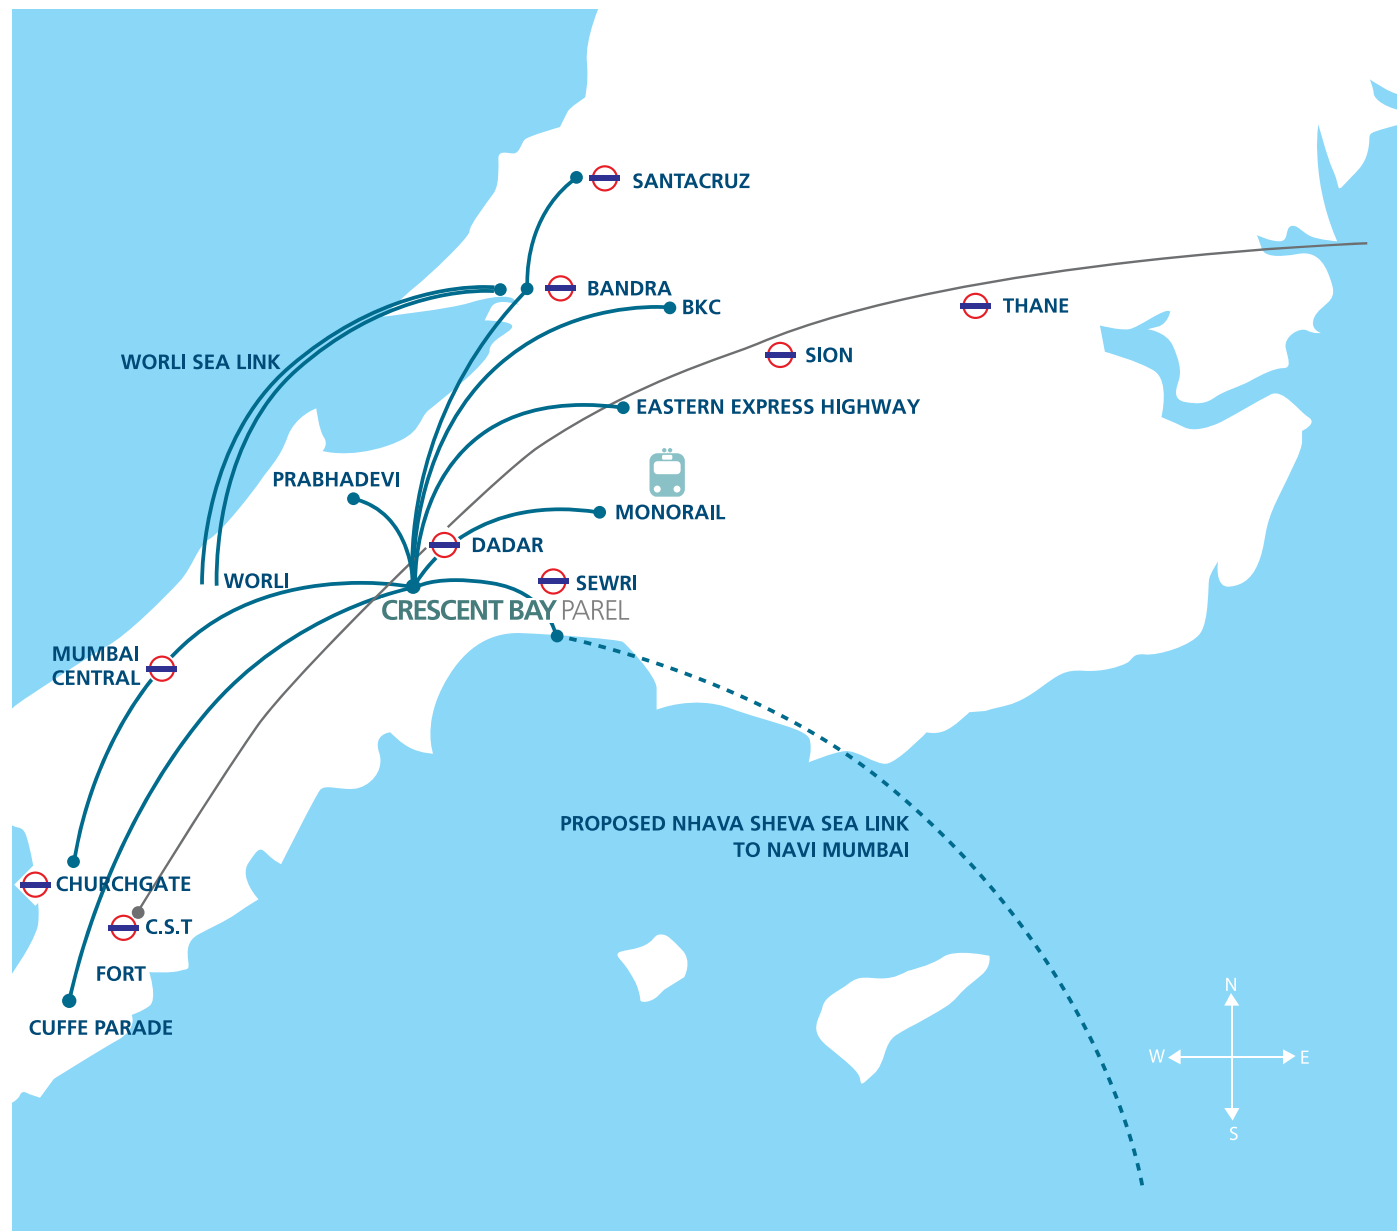 SANTACRUZ
BANDRA
BKC
THANE
SION
WORLI SEA LINK
EASTERN EXPRESS HIGHWAY
PRABHADEVI
MONORAIL
DADAR
WORLI
SEWRI
CRESCENT BAY PAREL
MUMBAI
CENTRAL
PROPOSED NHAVA SHEVA SEA LINK
TO NAVI MUMBAI
CHURCHGATE
C.S.T
FORT
CUFFE PARADE
N
W E
S